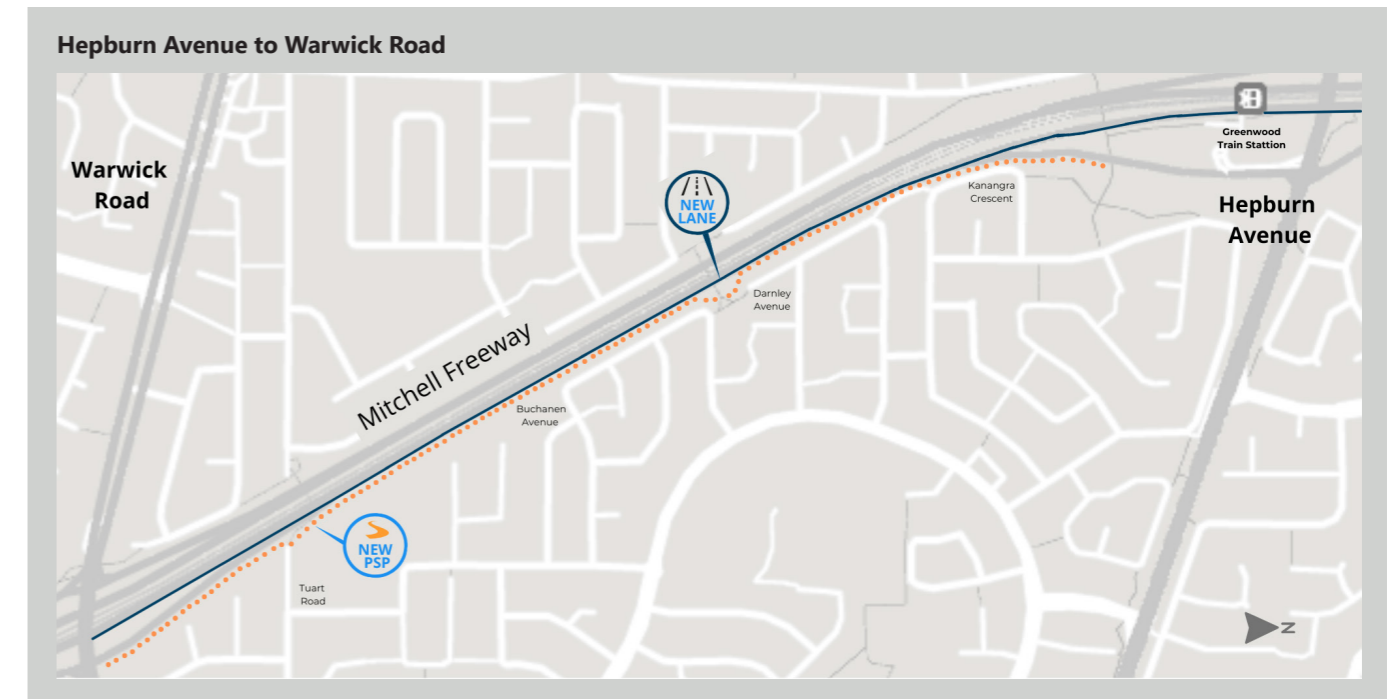 Hepburn Avenue to Warwick Road
Greenwood
Train Stattion
Warwick
Road
NEW
LANE
Kanangra
Crescent
Hepburn
Avenue
Darnley
Avenue
Mitchell Freeway
Buchanen
Avenue
NEW
PSP
Tuart
Road
N